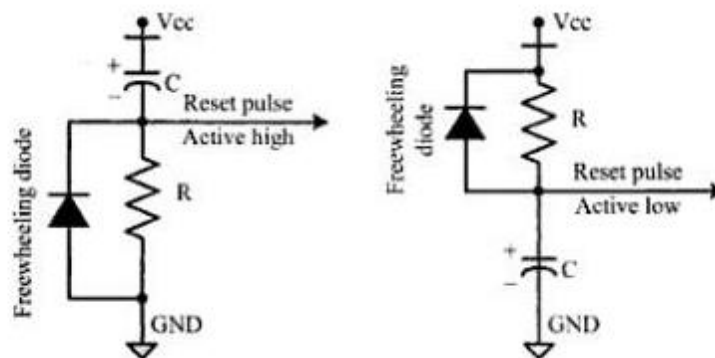 Vcc
+
−
C
Reset pulse
Active high
Freewheeling diode
R
GND
Vcc
Freewheeling
diode
R
Reset pulse
Active low
+
−
C
GND